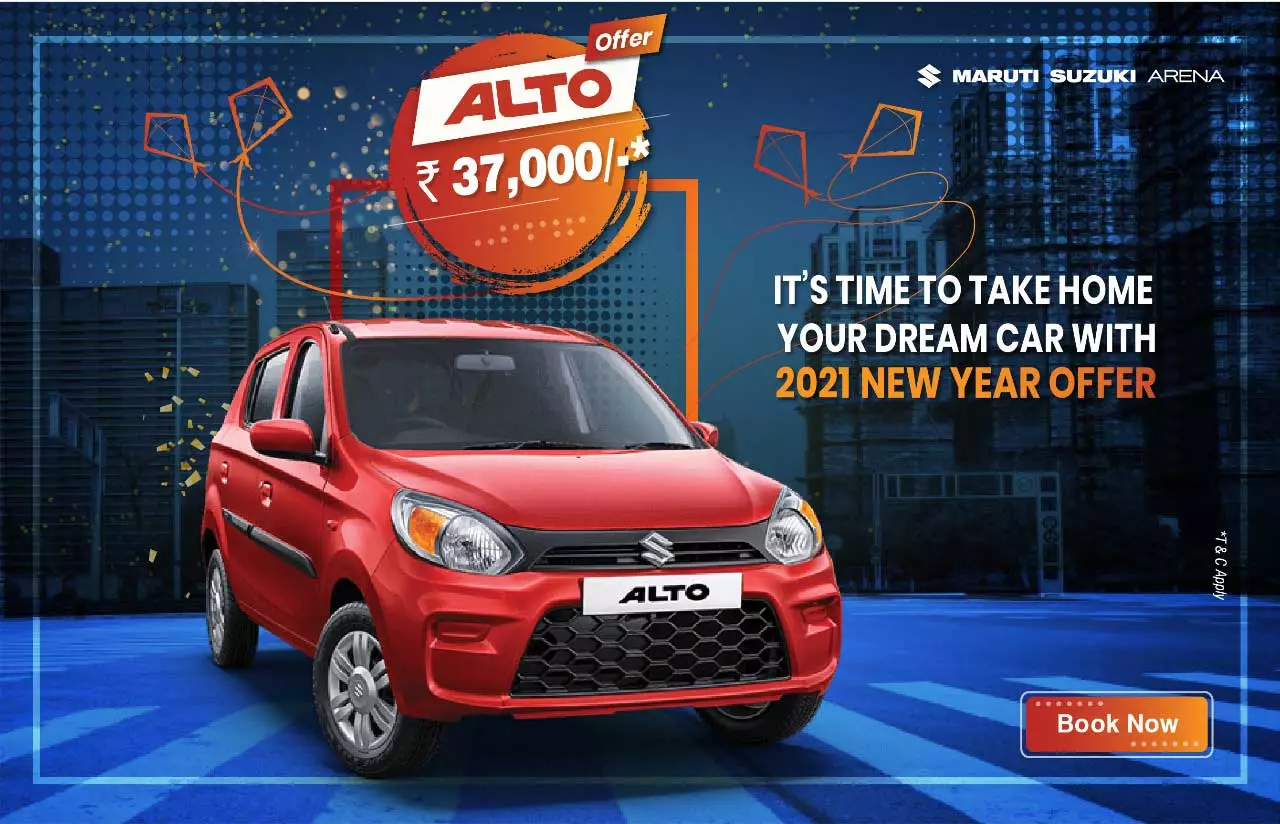 Offer
ALTO
₹ 37,000/-*
MARUTI SUZUKI ARENA
IT'S TIME TO TAKE HOME
YOUR DREAM CAR WITH
2021 NEW YEAR OFFER
*T & C Apply
ALTO
Book Now